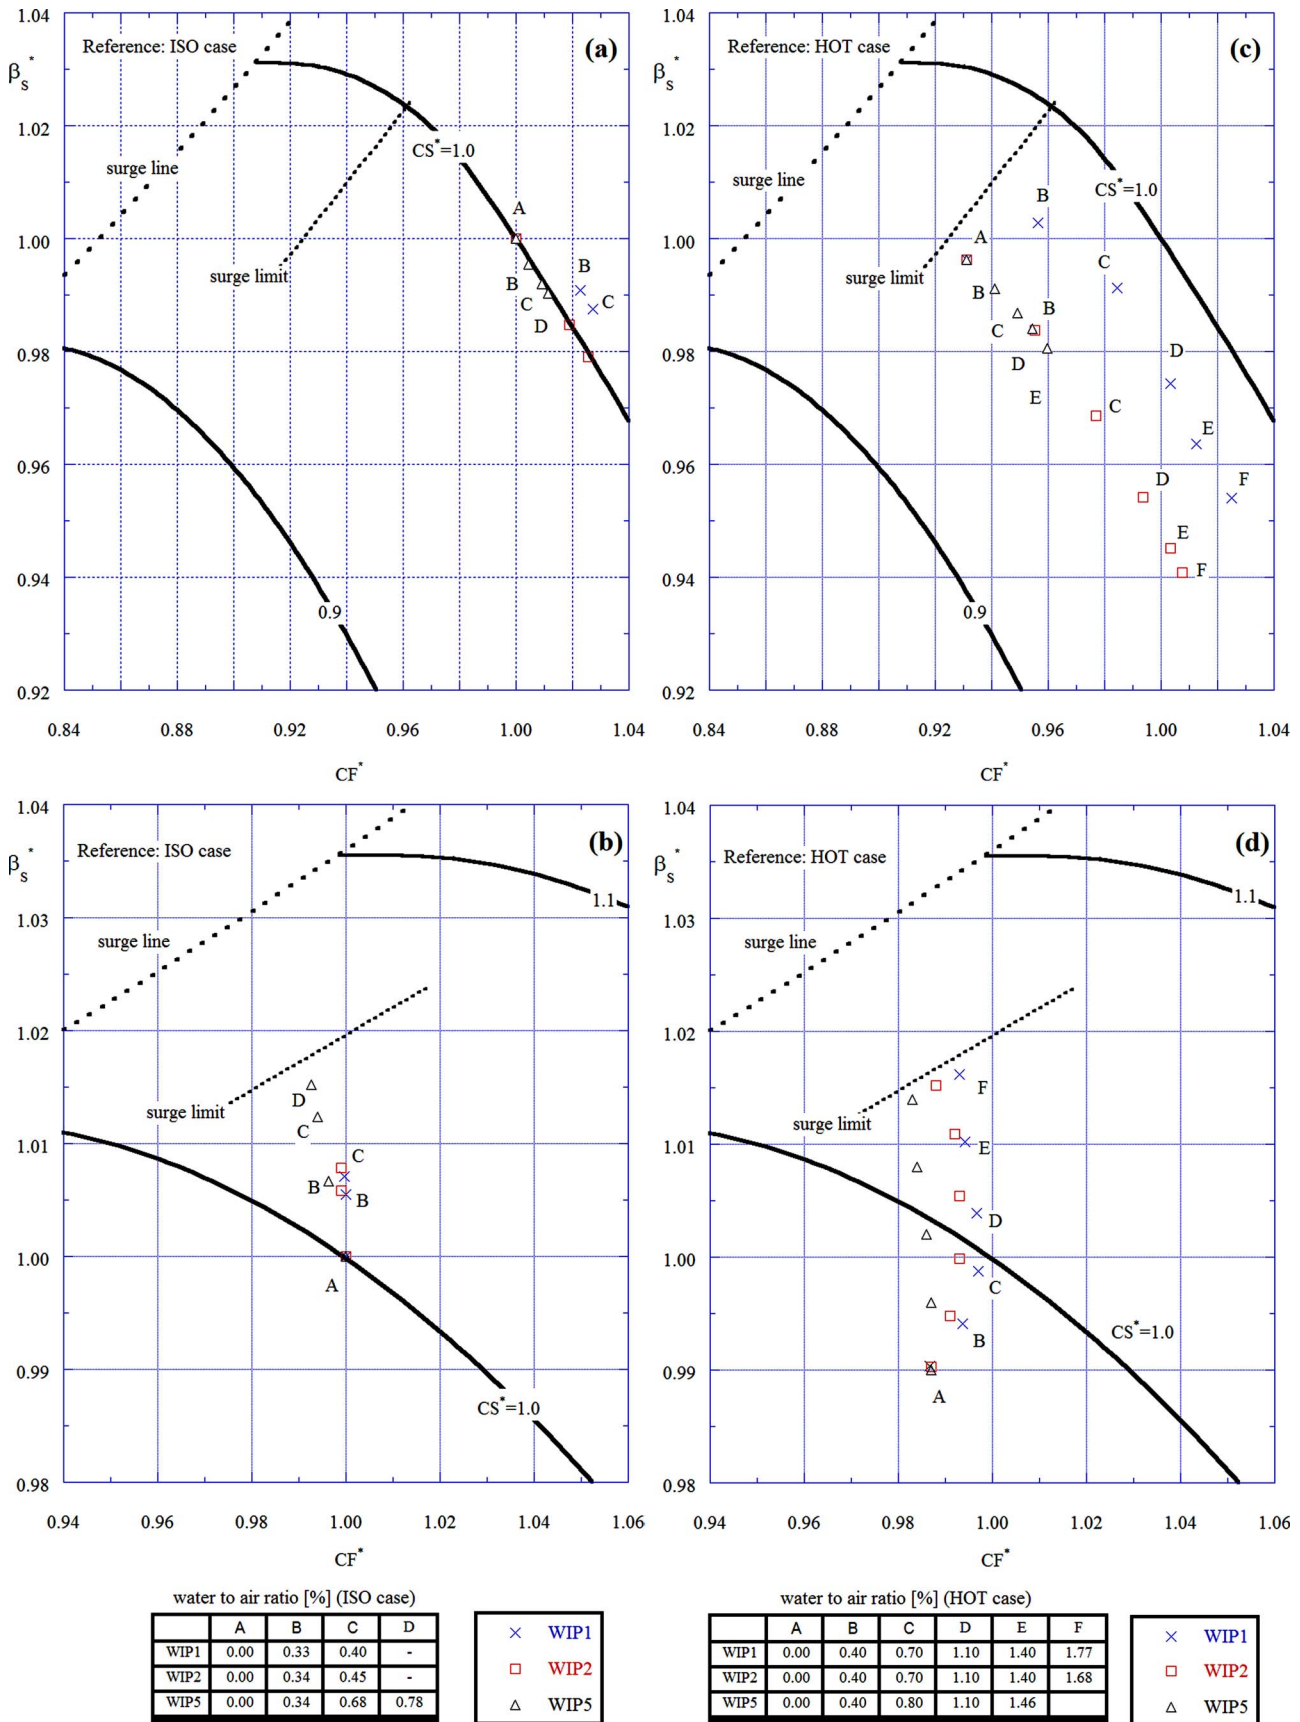 1.04
Reference: ISO case
(a)
βS*
1.02
CS*=1.0
surge line
A
1.00
surge limit
B
B
C
C
D
0.98
0.96
0.94
0.9
0.92
0.84
0.88
0.92
0.96
1.00
1.04
CF*
1.04
Reference: HOT case
(c)
βS*
1.02
CS*=1.0
surge line
B
A
1.00
surge limit
C
B
B
C
D
0.98
D
E
C
E
0.96
D
F
E
0.94
F
0.9
0.92
0.84
0.88
0.92
0.96
1.00
1.04
CF*
1.04
Reference: ISO case
(b)
βS*
1.1
1.03
surge line
1.02
D
surge limit
C
1.01
C
B
B
1.00
A
0.99
CS*=1.0
0.98
0.94
0.96
0.98
1.00
1.02
1.04
1.06
CF*
1.04
Reference: HOT case
(d)
βS*
1.1
1.03
surge line
1.02
F
surge limit
1.01
E
D
1.00
C
B
CS*=1.0
0.99
A
0.98
0.94
0.96
0.98
1.00
1.02
1.04
1.06
CF*
water to air ratio [%] (ISO case)
A B C D
WIP1 0.00 0.33 0.40 -
WIP2 0.00 0.34 0.45 -
WIP5 0.00 0.34 0.68 0.78
WIP1
WIP2
WIP5
water to air ratio [%] (HOT case)
A B C D E F
WIP1 0.00 0.40 0.70 1.10 1.40 1.77
WIP2 0.00 0.40 0.70 1.10 1.40 1.68
WIP5 0.00 0.40 0.80 1.10 1.46
WIP1
WIP2
WIP5